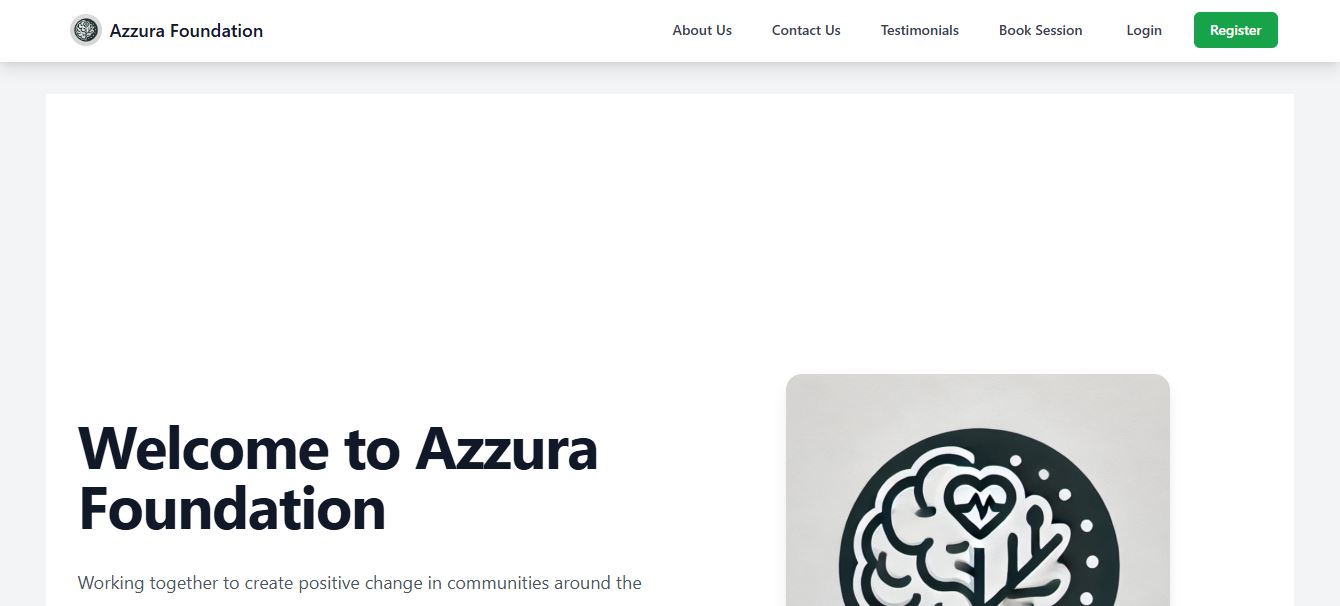 Azzura Foundation
About Us
Contact Us
Testimonials
Book Session
Login
Register
Welcome to Azzura
Foundation
Working together to create positive change in communities around the